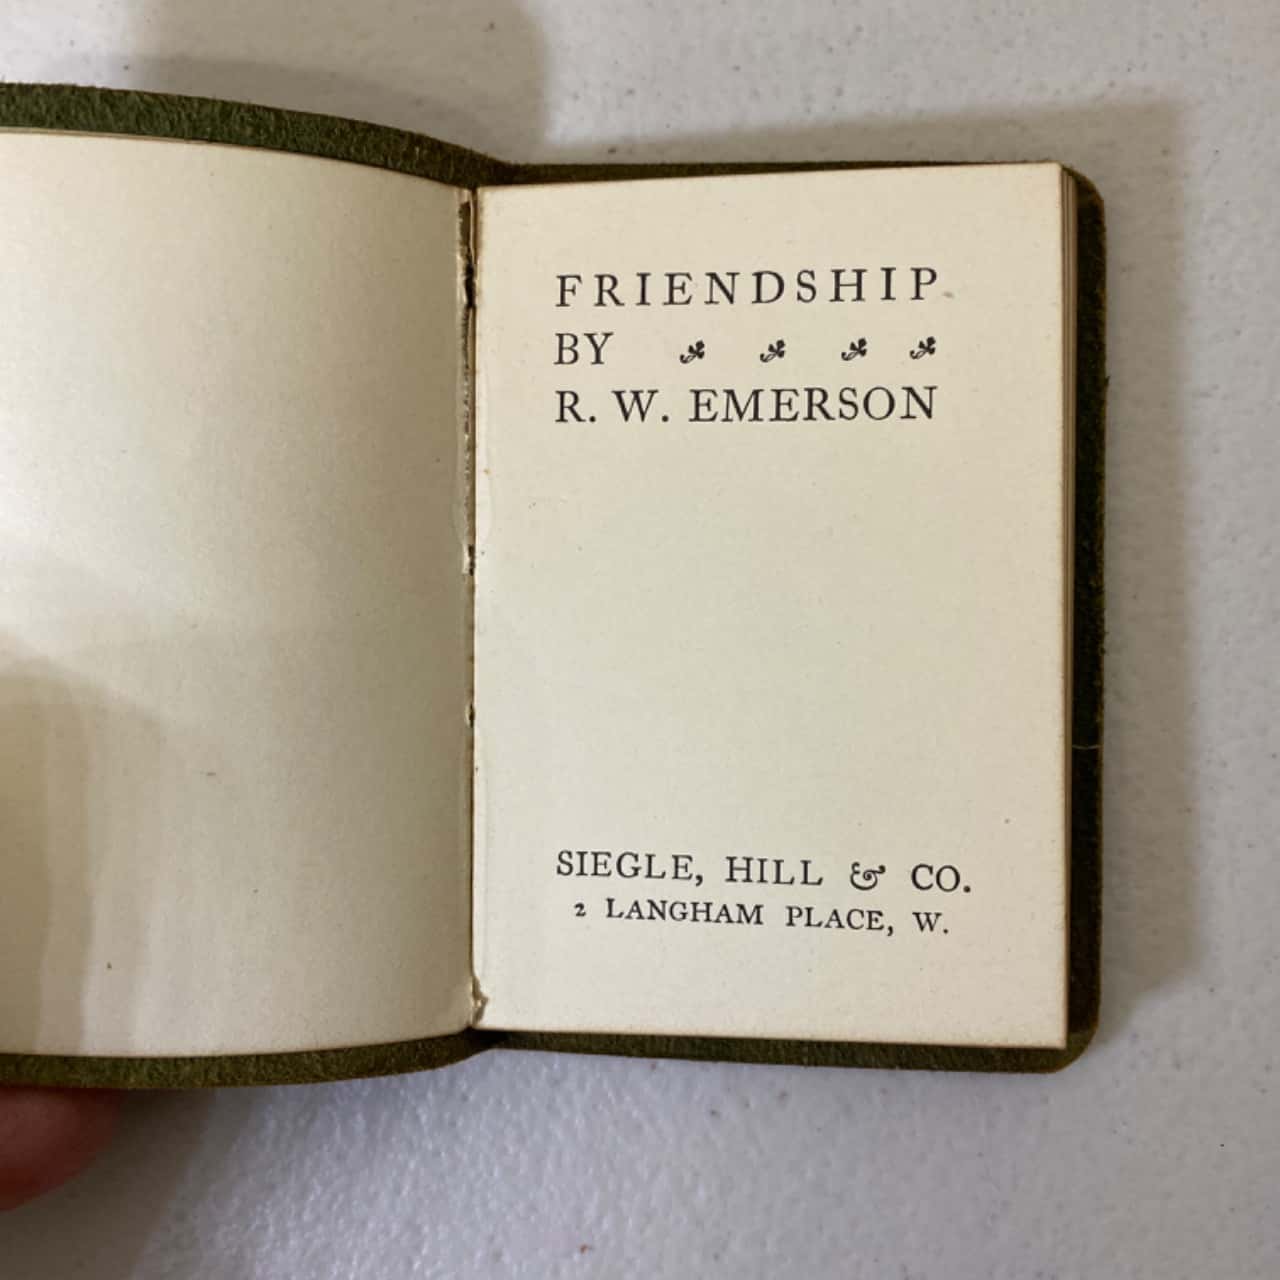 FRIENDSHIP
BY
R. W. EMERSON
SIEGLE, HILL & CO.
2 LANGHAM PLACE, W.